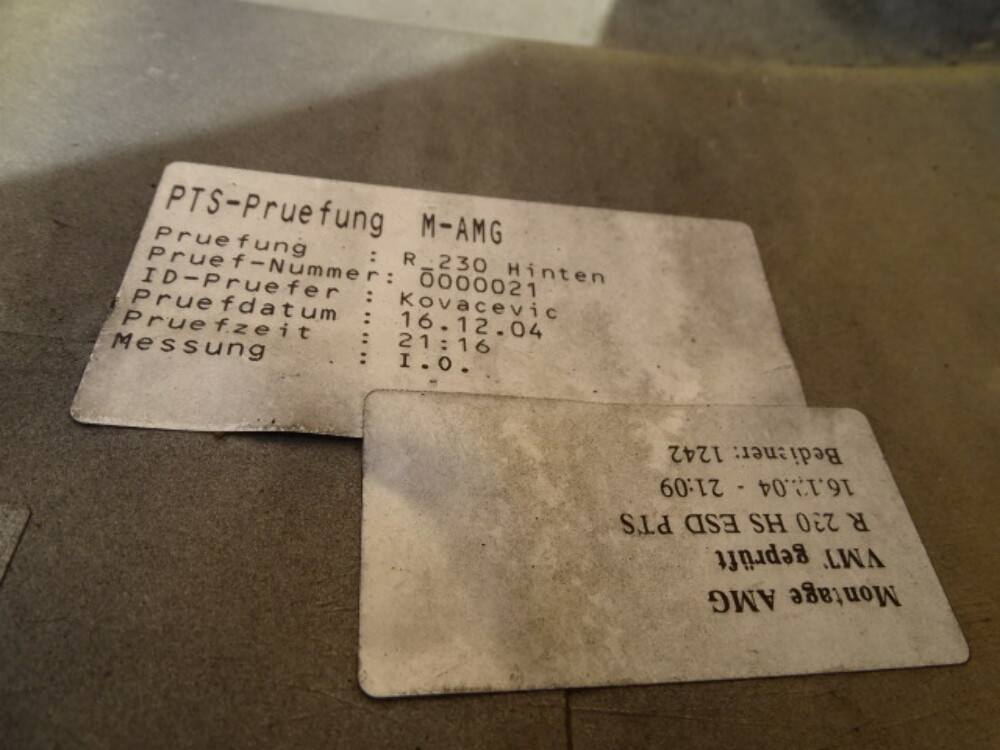 PTS-Pruefung M-AMG
Pruefung : R_230 Hinten
Pruef-Nummer: 0000021
ID-Pruefer : Kovacevic
Pruefdatum : 16.12.04
Pruefzeit : 21:16
Messung : I.O.
Montage AMG
VMT geprüft
R 230 HS ESD PTS
16.12.04 - 21:09
Bediener: 1242